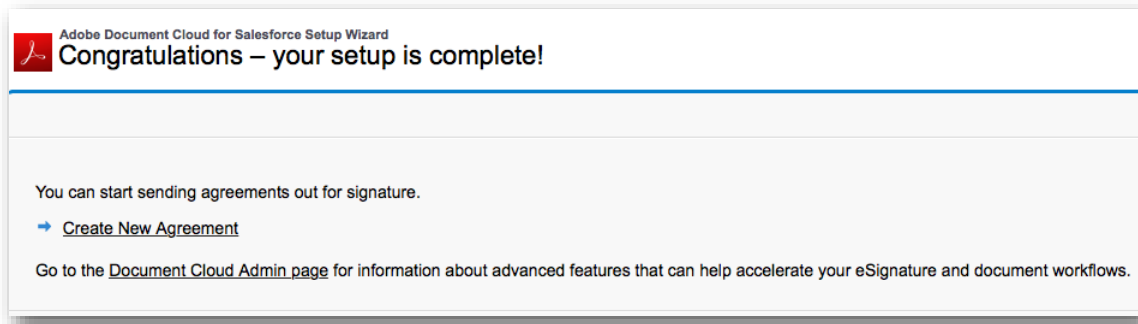 Adobe Document Cloud for Salesforce Setup Wizard
Congratulations – your setup is complete!
You can start sending agreements out for signature.
Create New Agreement
Go to the Document Cloud Admin page for information about advanced features that can help accelerate your eSignature and document workflows.